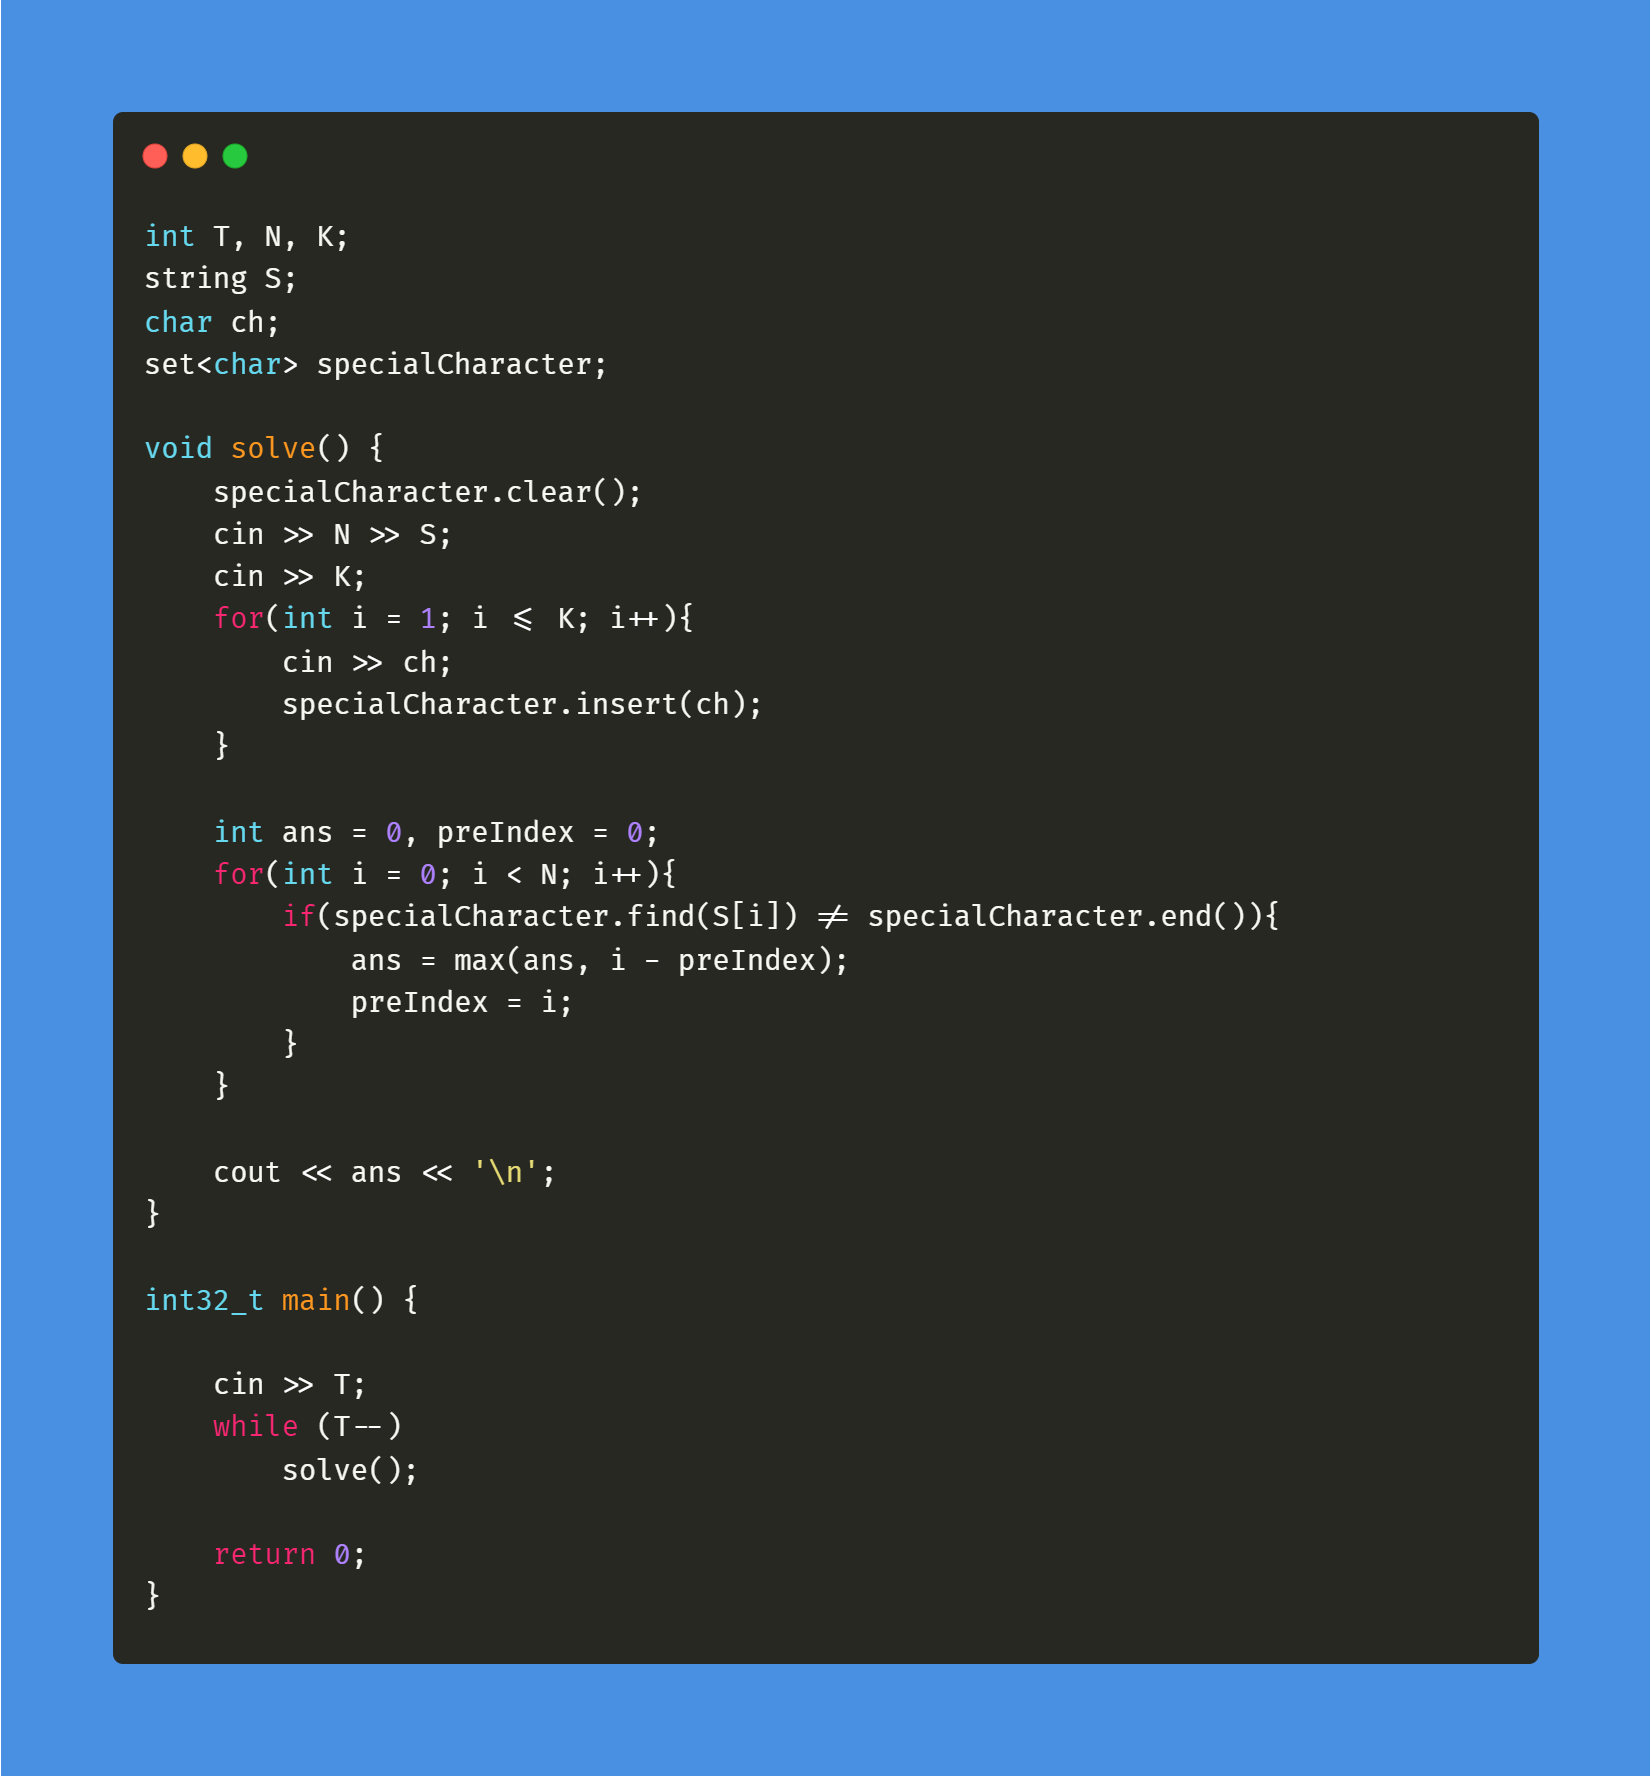 int T, N, K;
string S;
char ch;
set<char> specialCharacter;

void solve() {
    specialCharacter.clear();
    cin >> N >> S;
    cin >> K;
    for(int i = 1; i <= K; i++){
        cin >> ch;
        specialCharacter.insert(ch);
    }

    int ans = 0, preIndex = 0;
    for(int i = 0; i < N; i++){
        if(specialCharacter.find(S[i]) != specialCharacter.end()){
            ans = max(ans, i - preIndex);
            preIndex = i;
        }
    }

    cout << ans << '\n';
}

int32_t main() {

    cin >> T;
    while (T--)
        solve();

    return 0;
}